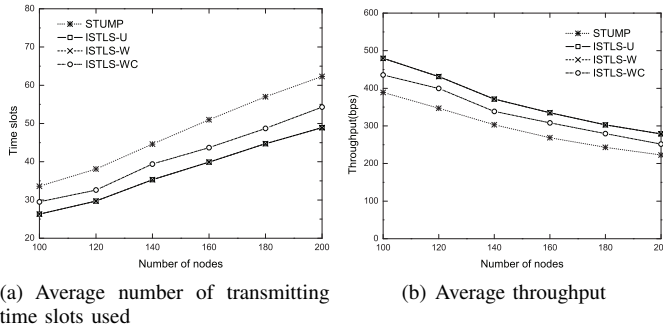 STUMP
ISTLS-U
ISTLS-W
ISTLS-WC
80
70
60
50
40
30
20
Time slots
100 120 140 160 180 200
Number of nodes
(a) Average number of transmitting
time slots used
STUMP
ISTLS-U
ISTLS-W
ISTLS-WC
600
500
400
300
200
100
0
Throughput(bps)
100 120 140 160 180 200
Number of nodes
(b) Average throughput